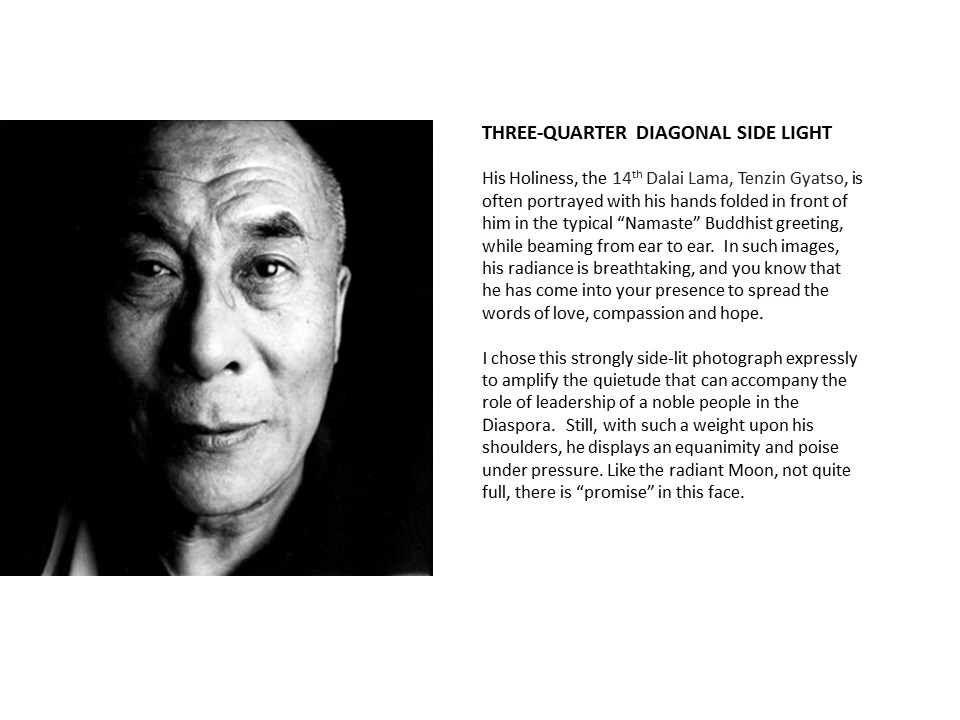 THREE-QUARTER DIAGONAL SIDE LIGHT
His Holiness, the 14th Dalai Lama, Tenzin Gyatso, is
often portrayed with his hands folded in front of
him in the typical “Namaste” Buddhist greeting,
while beaming from ear to ear. In such images,
his radiance is breathtaking, and you know that
he has come into your presence to spread the
words of love, compassion and hope.
I chose this strongly side-lit photograph expressly
to amplify the quietude that can accompany the
role of leadership of a noble people in the
Diaspora. Still, with such a weight upon his
shoulders, he displays an equanimity and poise
under pressure. Like the radiant Moon, not quite
full, there is “promise” in this face.